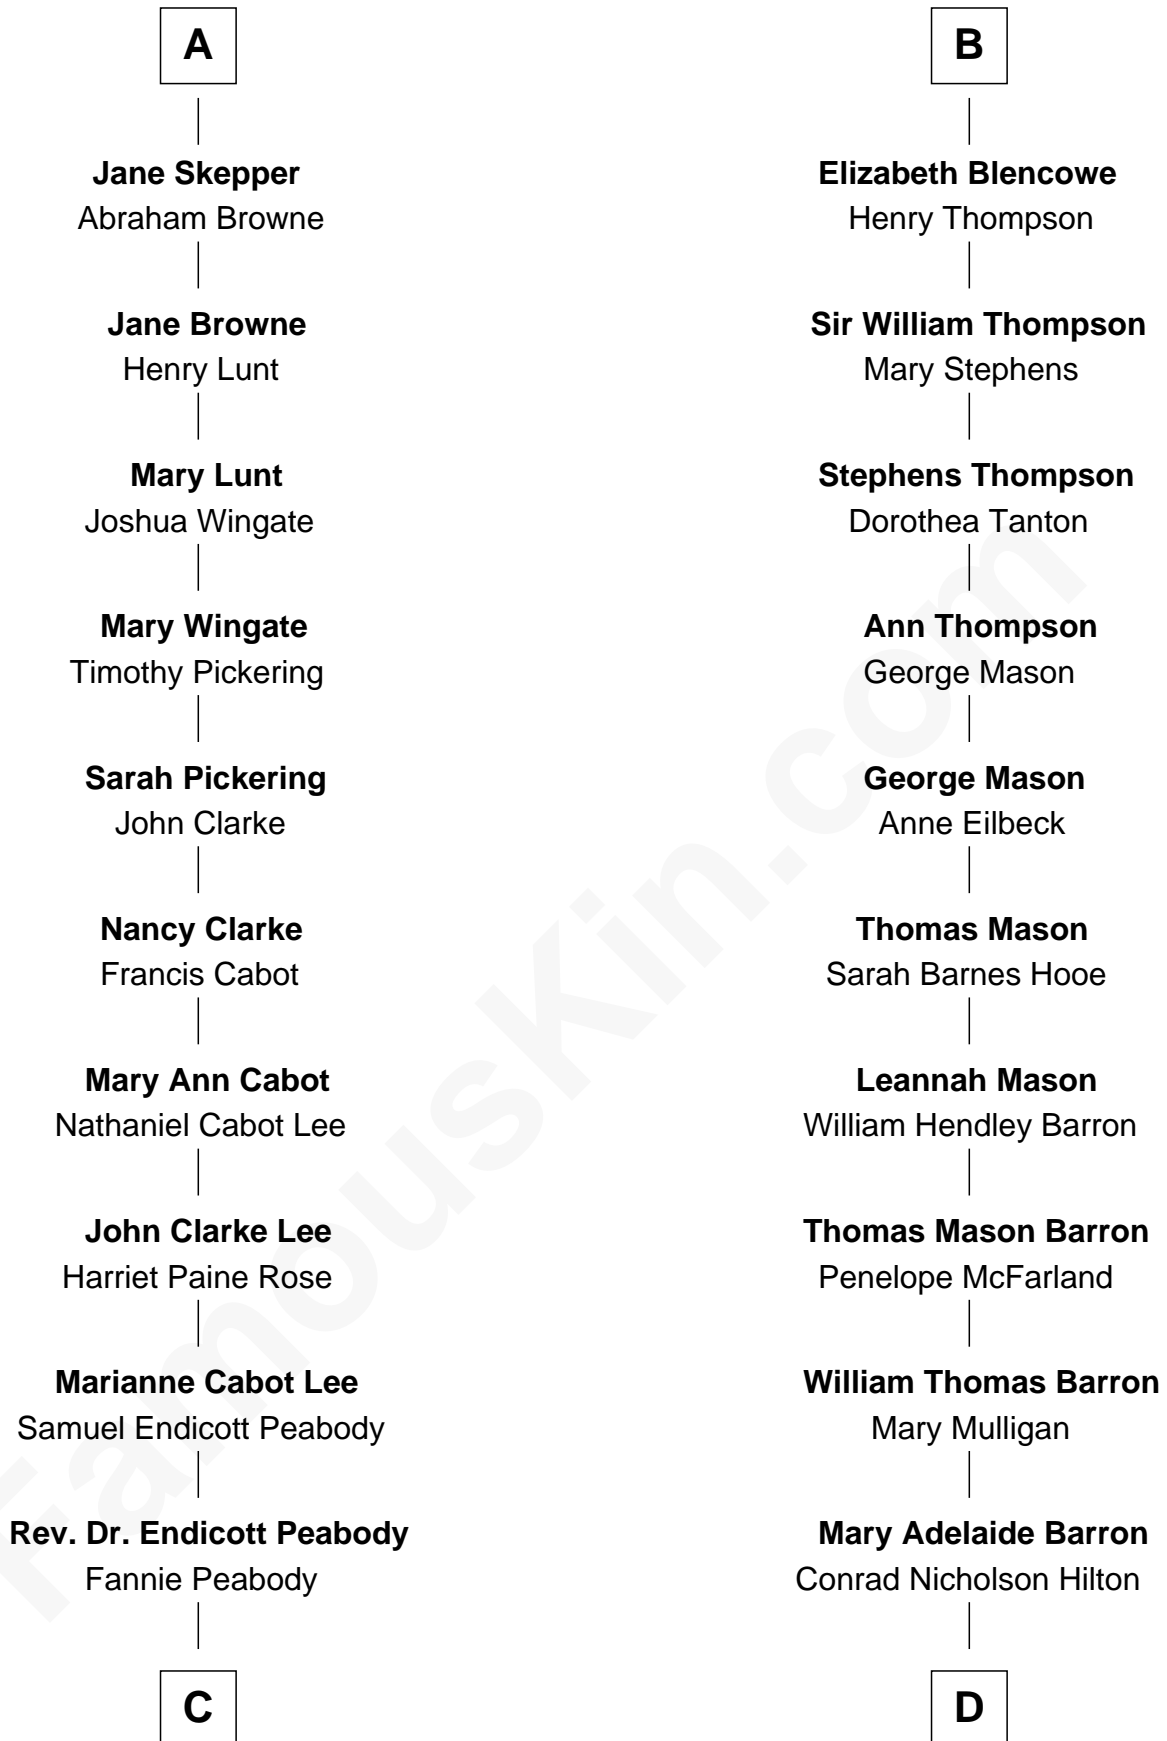 A
Jane Skepper
Abraham Browne
Jane Browne
Henry Lunt
Mary Lunt
Joshua Wingate
Mary Wingate
Timothy Pickering
Sarah Pickering
John Clarke
Nancy Clarke
Francis Cabot
Mary Ann Cabot
Nathaniel Cabot Lee
John Clarke Lee
Harriet Paine Rose
Marianne Cabot Lee
Samuel Endicott Peabody
Rev. Dr. Endicott Peabody
Fannie Peabody
C
B
Elizabeth Blencowe
Henry Thompson
Sir William Thompson
Mary Stephens
Stephens Thompson
Dorothea Tanton
Ann Thompson
George Mason
George Mason
Anne Eilbeck
Thomas Mason
Sarah Barnes Hooe
Leannah Mason
William Hendley Barron
Thomas Mason Barron
Penelope McFarland
William Thomas Barron
Mary Mulligan
Mary Adelaide Barron
Conrad Nicholson Hilton
D
FamousKin.com